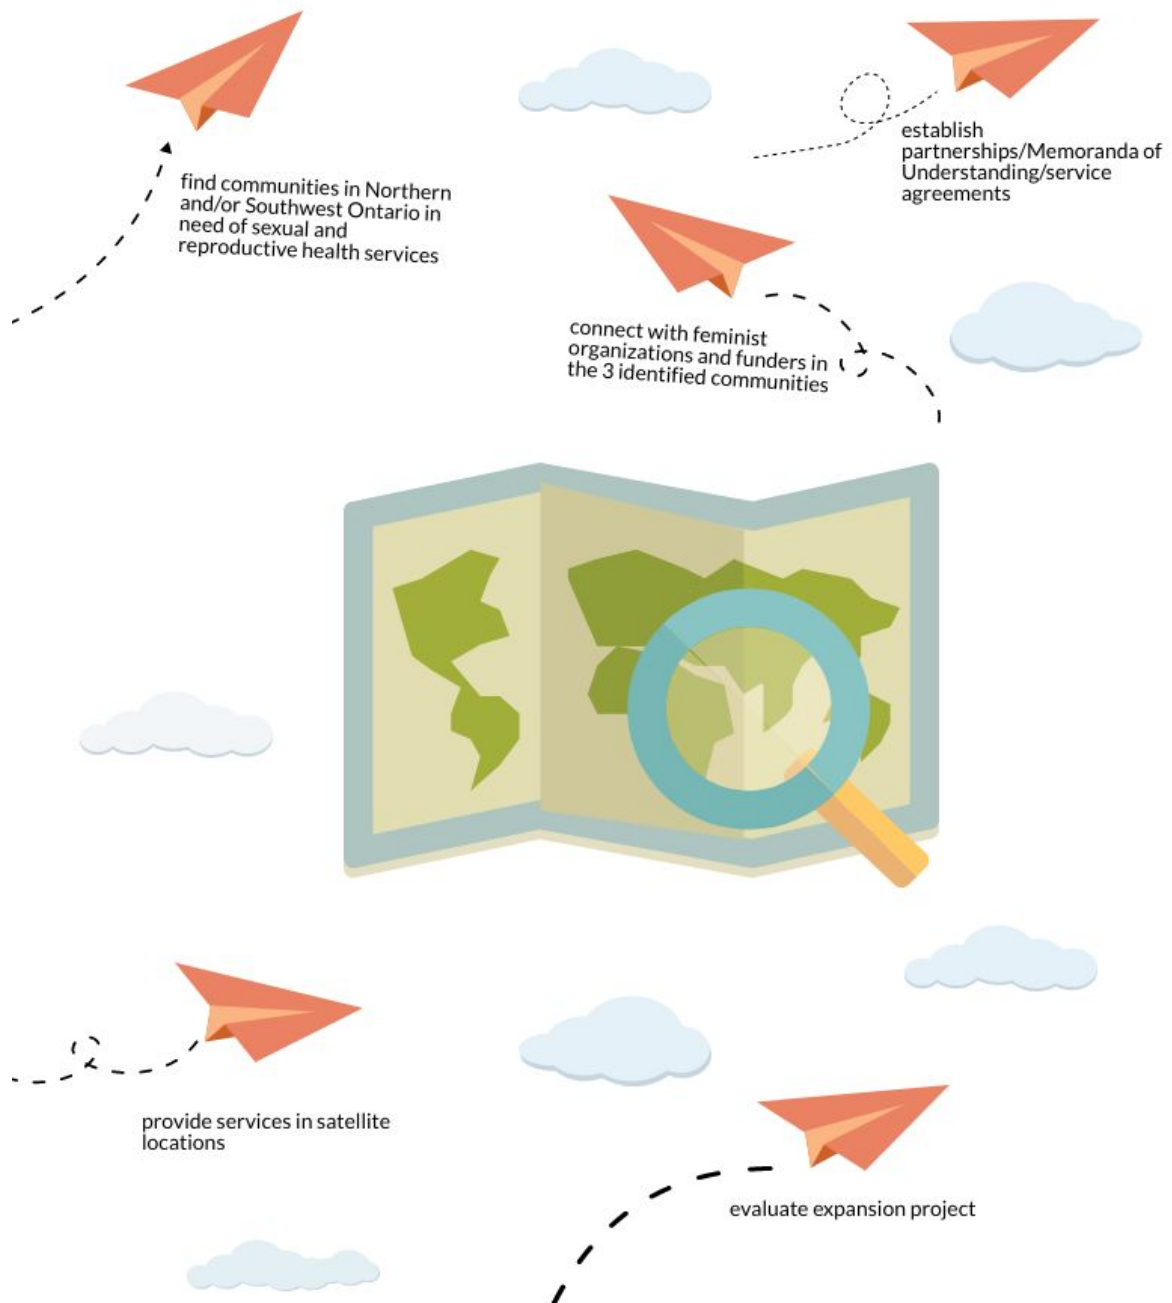 find communities in Northern
and/or Southwest Ontario in
need of sexual and
reproductive health services
establish
partnerships/Memoranda of
Understanding/service
agreements
connect with feminist
organizations and funders in
the 3 identified communities
provide services in satellite
locations
evaluate expansion project